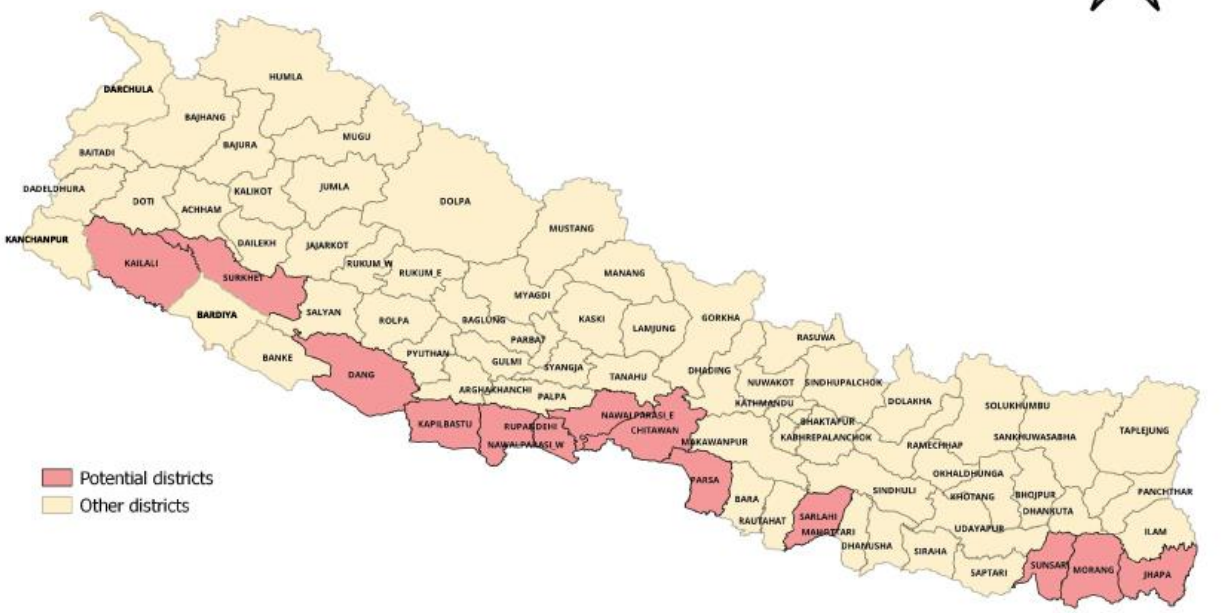 HUMLA
DARCHULA
BAJHANG
MUGU
BAJURA
BAITADI
DADELDHURA
KALIKOT
JUMLA
DOTI
ACHHAM
DOLPA
MUSTANG
KANCHANPUR
DAILEKH
JAJARKOT
KAILALI
RUKUM_W
RUKUM_E
MANANG
SURKHET
MYAGDI
BARDIYA
SALYAN
ROLPA
BAGLUNG
KASKI
LAMJUNG
GORKHA
PARBAT
RASUWA
BANKE
PYUTHAN
GULMI
SYANGJA
DANG
TANAHU
DHADING
NUWAKOT
SINDHUPALCHOK
ARGHAKHANCHI
PALPA
KATHMANDU
DOLAKHA
SOLUKHUMBU
KAPILBASTU
RUPANDEHI
NAWALPARASI_E
CHITAWAN
BHAKTAPUR
KABHREPALANCHOK
SANKHUWASABHA
TAPLEJUNG
NAWALPARASI_W
MAKAWANPUR
RAMECHHAP
OKHALDHUNGA
Potential districts
PARSA
SINDHULI
KHOTANG
BHOJPUR
PANCHTHAR
Other districts
BARA
DHANKUTA
RAUTAHAT
SARLAHI
MAHOTTARI
UDAYAPUR
ILAM
DHANUSHA
SIRAHA
SAPTARI
SUNSARI
MORANG
JHAPA